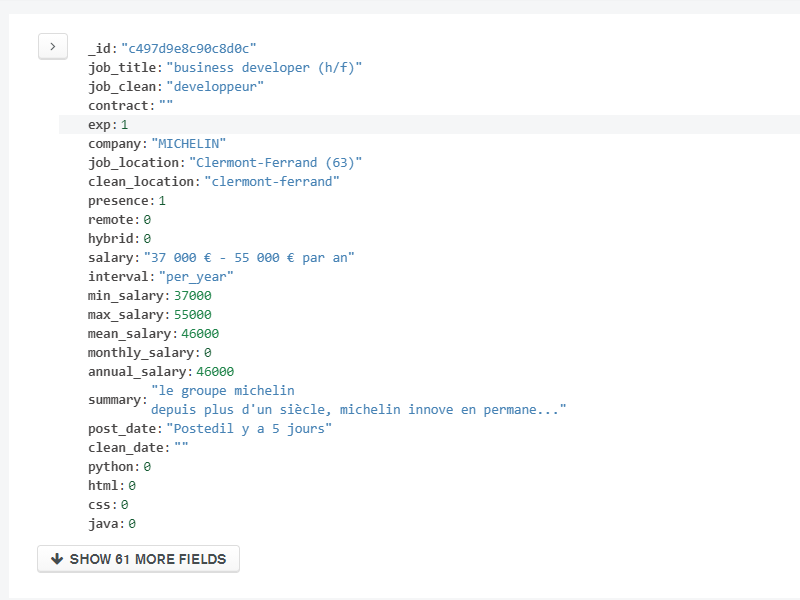 _id: "c497d9e8c90c8d0c"
job_title: "business developer (h/f)"
job_clean: "developpeur"
contract: ""
exp: 1
company: "MICHELIN"
job_location: "Clermont-Ferrand (63)"
clean_location: "clermont-ferrand"
presence: 1
remote: 0
hybrid: 0
salary: "37 000 € - 55 000 € par an"
interval: "per_year"
min_salary: 37000
max_salary: 55000
mean_salary: 46000
monthly_salary: 0
annual_salary: 46000
summary: "le groupe michelin
depuis plus d'un siècle, michelin innove en permane..."
post_date: "Postedil y a 5 jours"
clean_date: ""
python: 0
html: 0
css: 0
java: 0
SHOW 61 MORE FIELDS